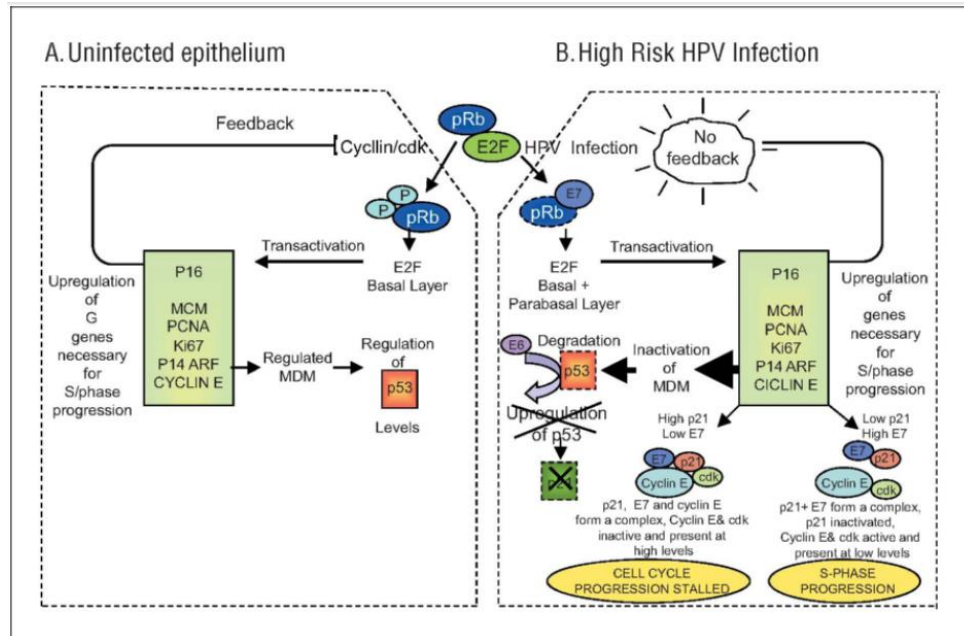 A. Uninfected epithelium
B. High Risk HPV Infection
Feedback
Cycllin/cdk
pRb
E2F
HPV Infection
No
feedback
P
P
pRb
E7
pRb
Transactivation
E2F
Basal Layer
E2F
Basal +
Parabasal Layer
Transactivation
Upregulation
of
G
genes
necessary
for
S/phase
progression
P16
MCM
PCNA
Ki67
P14 ARF
CYCLIN E
Regulated
MDM
Regulation
of
p53
Levels
E6
Degradation
p53
Inactivation
of MDM
Upregulation
of p53
p21
P16
MCM
PCNA
Ki67
P14 ARF
CICLIN E
Upregulation
of
genes
necessary
for
S/phase
progression
High p21
Low E7
E7
p21
cdk
Cyclin E
p21, E7 and cyclin E
form a complex, Cyclin E& cdk
inactive and present at
high levels
CELL CYCLE
PROGRESSION STALLED
Low p21
High E7
E7
p21
Cyclin E
cdk
p21+ E7 form a complex,
p21 inactivated,
Cyclin E& cdk active and
present at low levels
S-PHASE
PROGRESSION